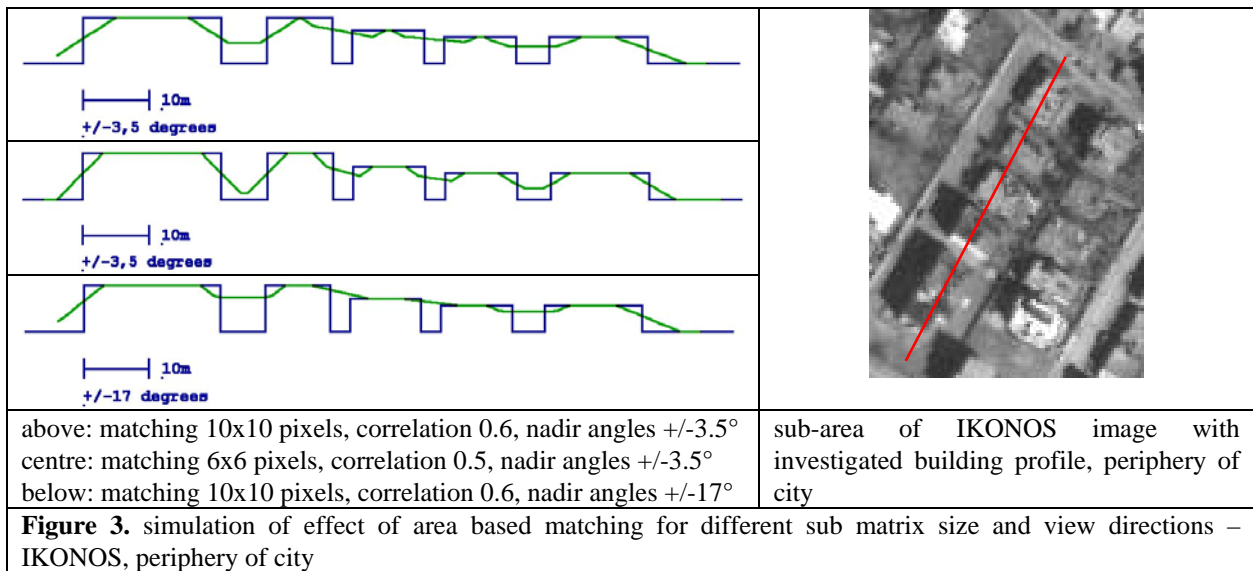 10m
+/-3,5 degrees
10m
+/-3,5 degrees
10m
+/-17 degrees
above: matching 10x10 pixels, correlation 0.6, nadir angles +/-3.5°
centre: matching 6x6 pixels, correlation 0.5, nadir angles +/-3.5°
below: matching 10x10 pixels, correlation 0.6, nadir angles +/-17°
sub-area of IKONOS image with
investigated building profile, periphery of
city
Figure 3. simulation of effect of area based matching for different sub matrix size and view directions –
IKONOS, periphery of city